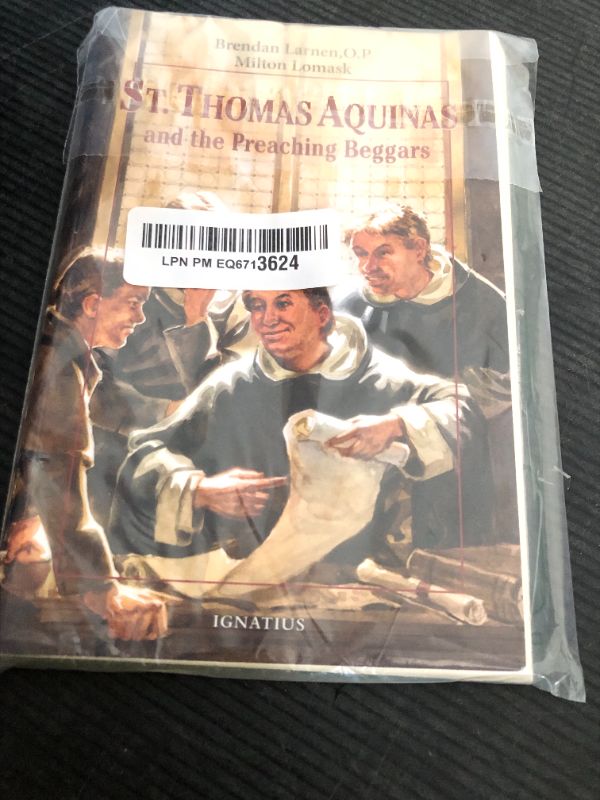 Brendan Larnen, O.P.
Milton Lomask
ST. THOMAS AQUINAS
and the Preaching Beggars
LPN PM EQ6713624
IGNATIUS